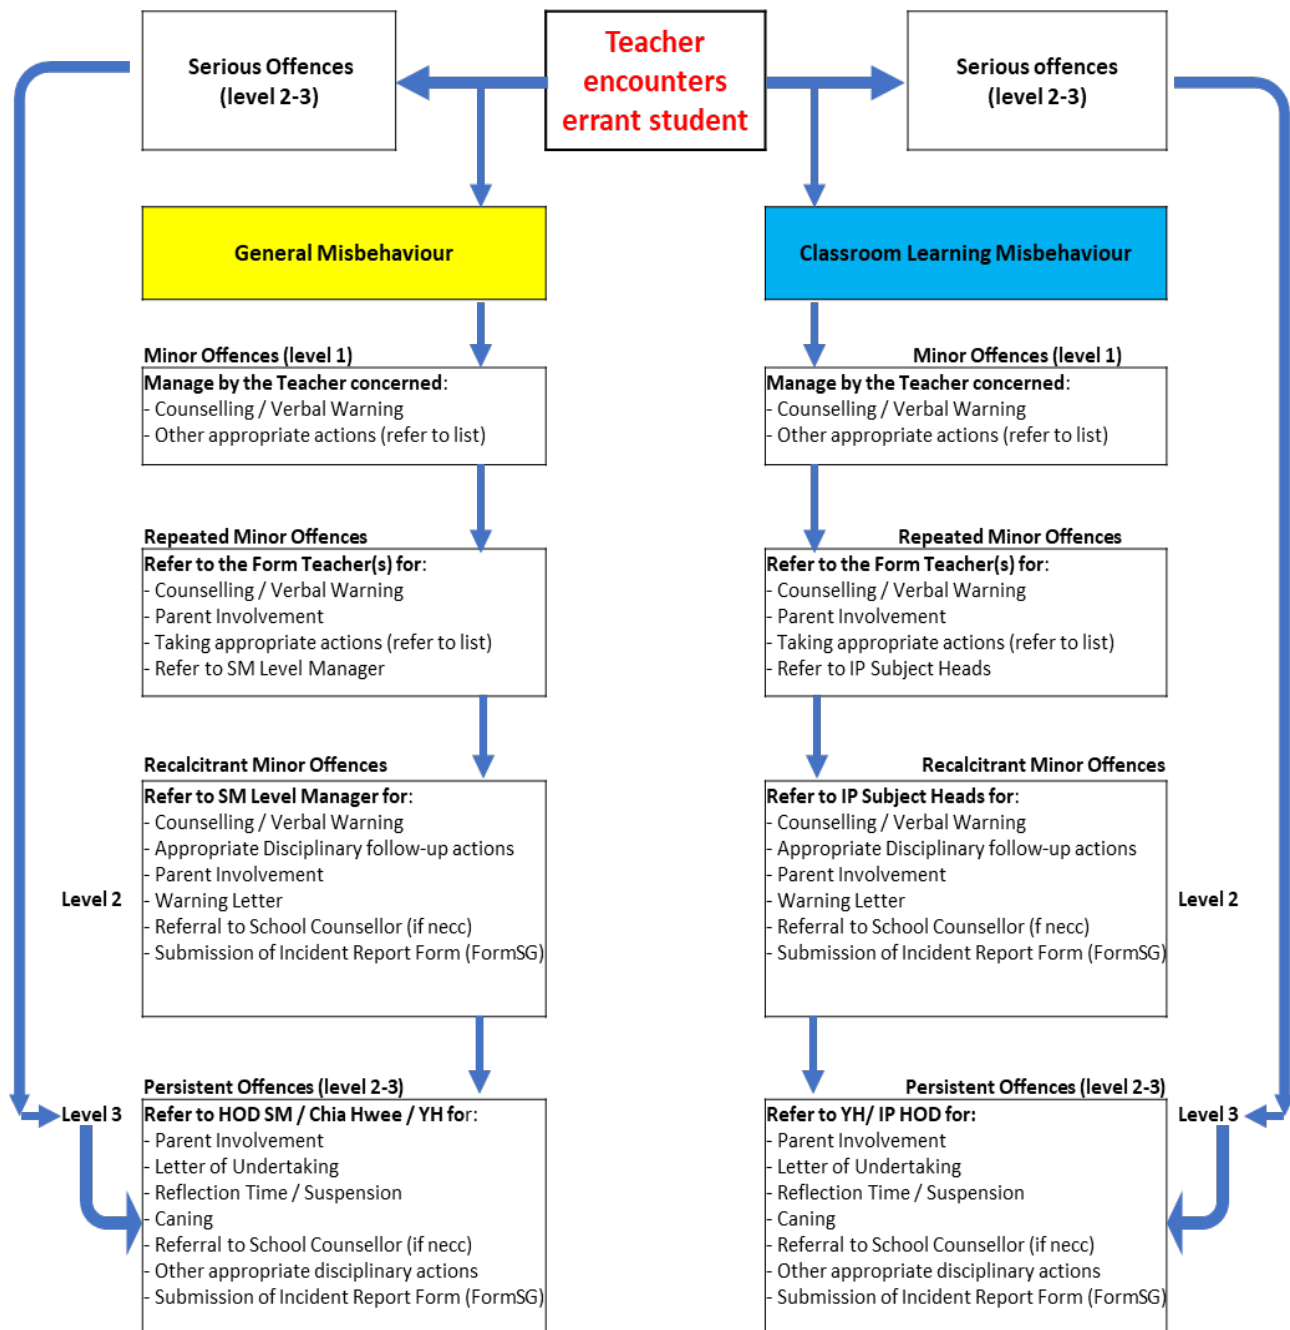 Teacher
encounters
errant student
Serious Offences
(level 2-3)
Serious offences
(level 2-3)
General Misbehaviour
Minor Offences (level 1)
Manage by the Teacher concerned:
- Counselling / Verbal Warning
- Other appropriate actions (refer to list)
Repeated Minor Offences
Refer to the Form Teacher(s) for:
- Counselling / Verbal Warning
- Parent Involvement
- Taking appropriate actions (refer to list)
- Refer to SM Level Manager
Recalcitrant Minor Offences
Refer to SM Level Manager for:
- Counselling / Verbal Warning
- Appropriate Disciplinary follow-up actions
- Parent Involvement
Level 2
- Warning Letter
- Referral to School Counsellor (if necc)
- Submission of Incident Report Form (FormSG)
Persistent Offences (level 2-3)
Level 3
Refer to HOD SM / Chia Hwee / YH for:
- Parent Involvement
- Letter of Undertaking
- Reflection Time / Suspension
- Caning
- Referral to School Counsellor (if necc)
- Other appropriate disciplinary actions
- Submission of Incident Report Form (FormSG)
Classroom Learning Misbehaviour
Minor Offences (level 1)
Manage by the Teacher concerned:
- Counselling / Verbal Warning
- Other appropriate actions (refer to list)
Repeated Minor Offences
Refer to the Form Teacher(s) for:
- Counselling / Verbal Warning
- Parent Involvement
- Taking appropriate actions (refer to list)
- Refer to IP Subject Heads
Recalcitrant Minor Offences
Refer to IP Subject Heads for:
- Counselling / Verbal Warning
- Appropriate Disciplinary follow-up actions
- Parent Involvement
- Warning Letter
Level 2
- Referral to School Counsellor (f necc)
- Submission of Incident Report Form (FormSG)
Persistent Offences (level 2-3)
Refer to YH/ IP HOD for:
Level 3
- Parent Involvement
- Letter of Undertaking
- Reflection Time / Suspension
- Caning
- Referral to School Counsellor (if necc)
- Other appropriate disciplinary actions
- Submission of Incident Report Form (FormSG)